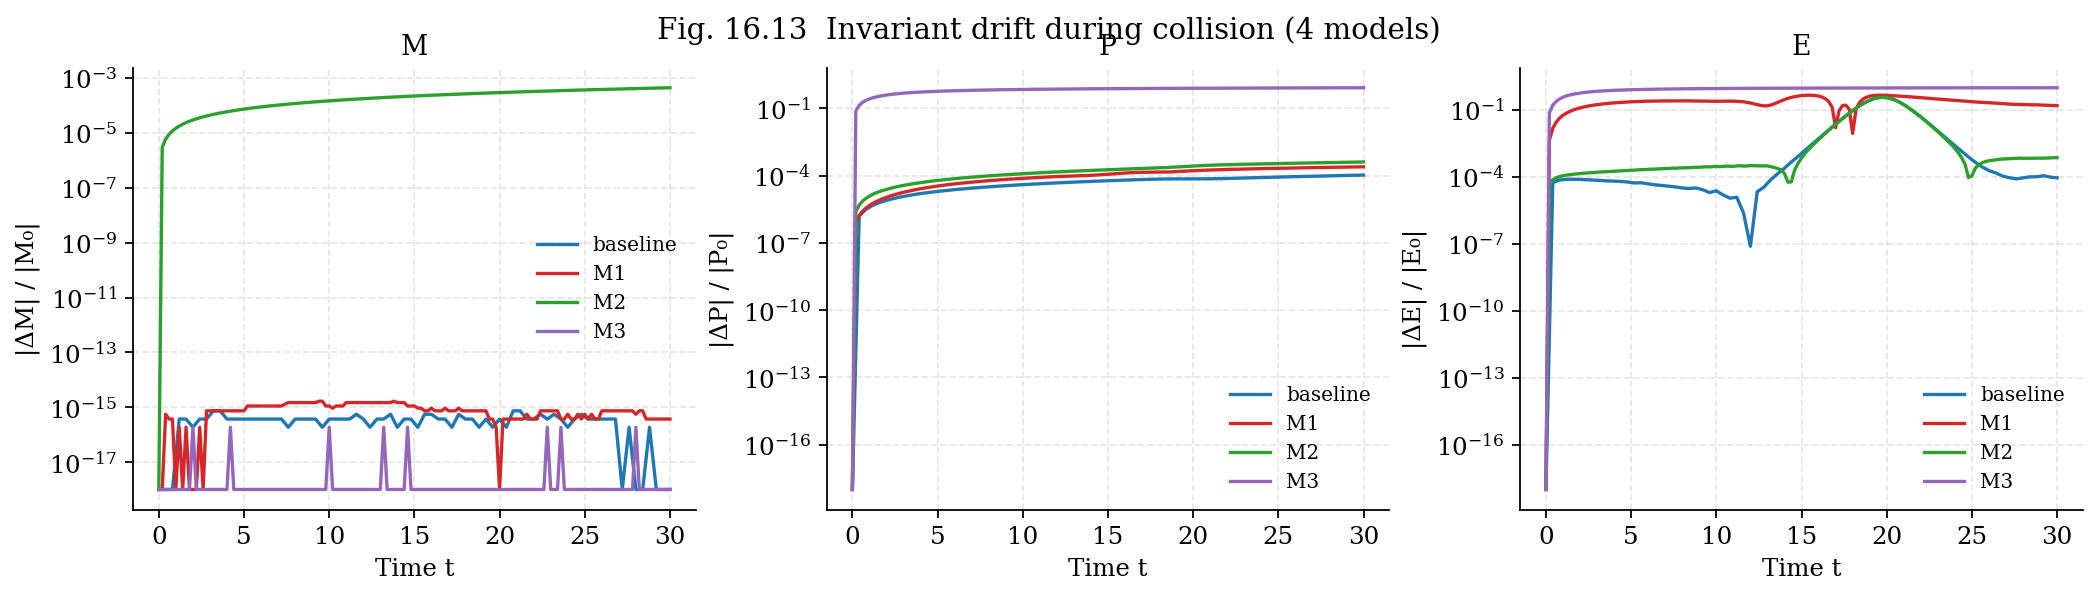 Fig. 16.13 Invariant drift during collision (4 models)
M
|ΔM| / |M₀|
10⁻³
10⁻⁵
10⁻⁷
10⁻⁹
10⁻¹¹
10⁻¹³
10⁻¹⁵
10⁻¹⁷
baseline
M1
M2
M3
0 5 10 15 20 25 30
Time t
P
|ΔP| / |P₀|
10⁻¹
10⁻⁴
10⁻⁷
10⁻¹⁰
10⁻¹³
10⁻¹⁶
baseline
M1
M2
M3
0 5 10 15 20 25 30
Time t
E
|ΔE| / |E₀|
10⁻¹
10⁻⁴
10⁻⁷
10⁻¹⁰
10⁻¹³
10⁻¹⁶
baseline
M1
M2
M3
0 5 10 15 20 25 30
Time t